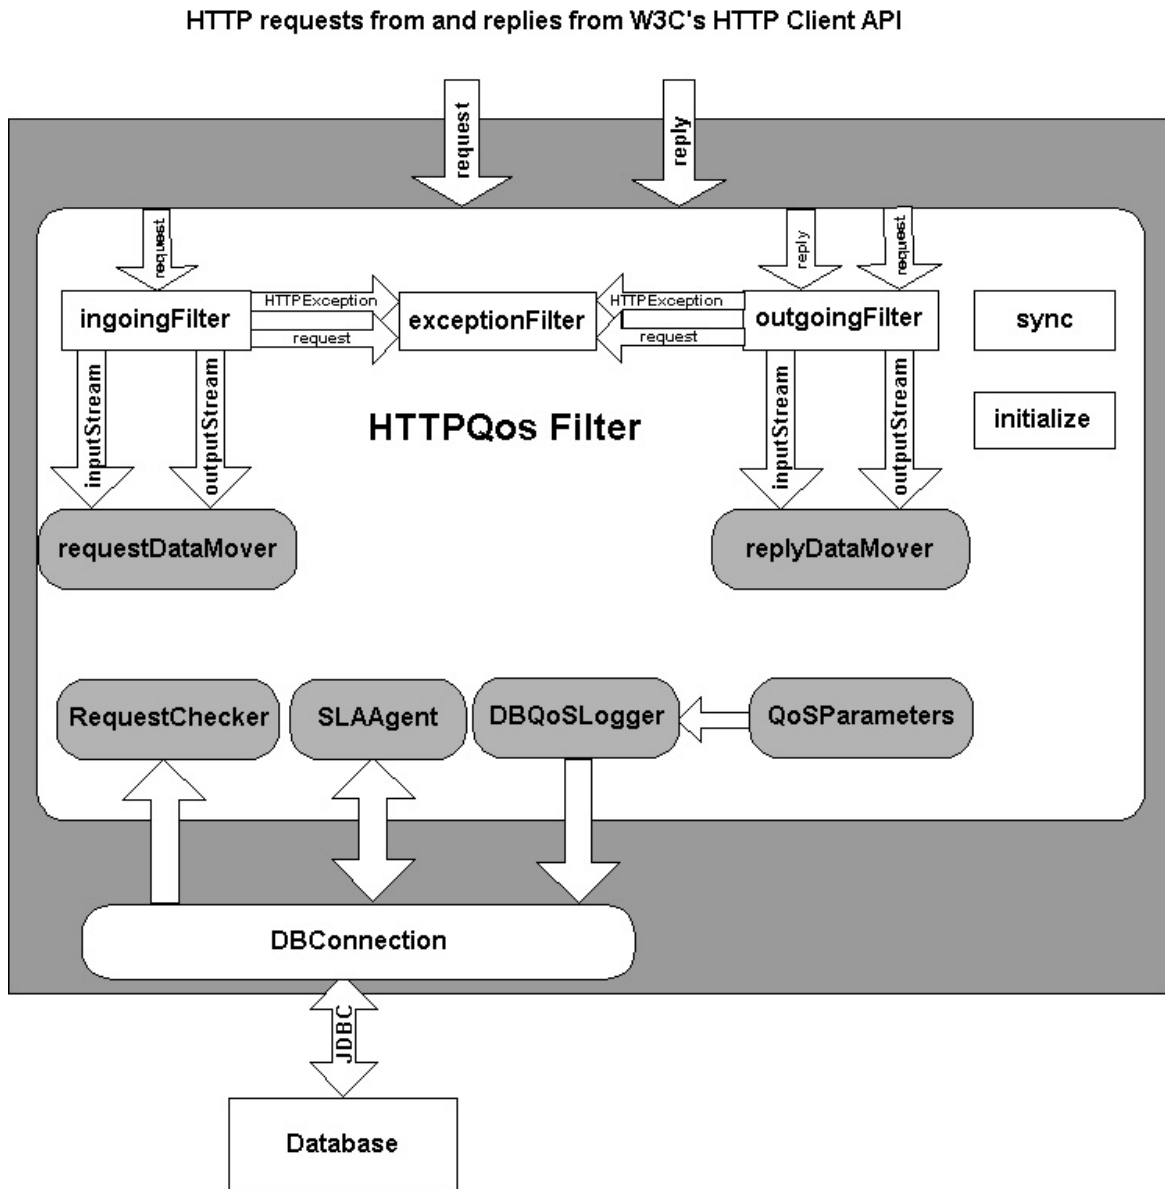 HTTP requests from and replies from W3C's HTTP Client API
request
reply
request
reply
request
ingoingFilter
HTTPException
request
exceptionFilter
HTTPException
request
outgoingFilter
sync
initialize
inputStream
outputStream
HTTPQos Filter
inputStream
outputStream
requestDataMover
replyDataMover
RequestChecker
SLAAgent
DBQoSLogger
QoSParameters
DBConnection
JDBC
Database